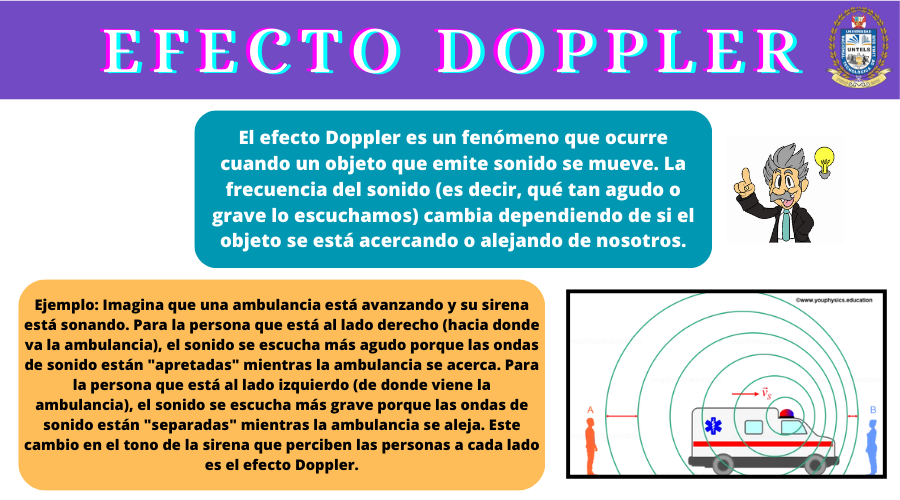 EFECTO DOPPLER
UNTELS
El efecto Doppler es un fenómeno que ocurre
cuando un objeto que emite sonido se mueve. La
frecuencia del sonido (es decir, qué tan agudo o
grave lo escuchamos) cambia dependiendo de si el
objeto se está acercando o alejando de nosotros.
Ejemplo: Imagina que una ambulancia está avanzando y su sirena
está sonando. Para la persona que está al lado derecho (hacia donde
va la ambulancia), el sonido se escucha más agudo porque las ondas
de sonido están "apretadas" mientras la ambulancia se acerca. Para
la persona que está al lado izquierdo (de donde viene la
ambulancia), el sonido se escucha más grave porque las ondas de
sonido están "separadas" mientras la ambulancia se aleja. Este
cambio en el tono de la sirena que perciben las personas a cada lado
es el efecto Doppler.
©www.youphysics.education
v⃗s
A
B